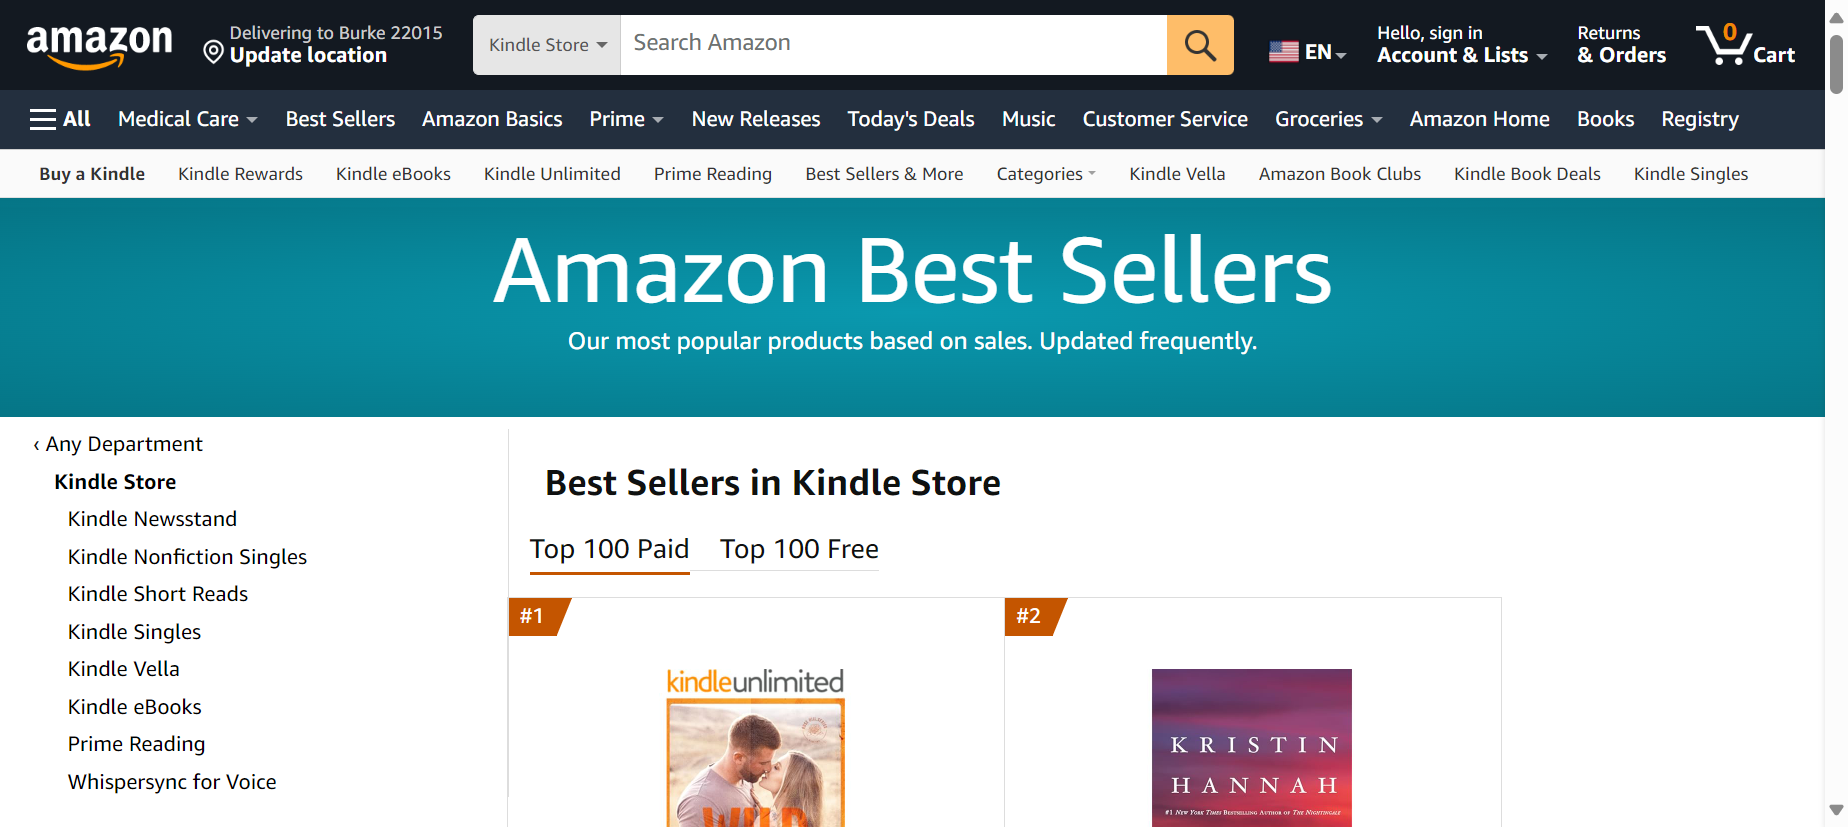 amazon
Delivering to Burke 22015
Update location
Kindle Store
Search Amazon
EN
Hello, sign in
Account & Lists
Returns
& Orders
0
Cart
All
Medical Care
Best Sellers
Amazon Basics
Prime
New Releases
Today's Deals
Music
Customer Service
Groceries
Amazon Home
Books
Registry
Buy a Kindle
Kindle Rewards
Kindle eBooks
Kindle Unlimited
Prime Reading
Best Sellers & More
Categories
Kindle Vella
Amazon Book Clubs
Kindle Book Deals
Kindle Singles
Amazon Best Sellers
Our most popular products based on sales. Updated frequently.
‹ Any Department
Kindle Store
Kindle Newsstand
Kindle Nonfiction Singles
Kindle Short Reads
Kindle Singles
Kindle Vella
Kindle eBooks
Prime Reading
Whispersync for Voice
Best Sellers in Kindle Store
Top 100 Paid
Top 100 Free
#1
kindleunlimited
WILD
#2
KRISTIN
HANNAH
#1 NEW YORK TIMES BESTSELLING AUTHOR OF THE NIGHTINGALE